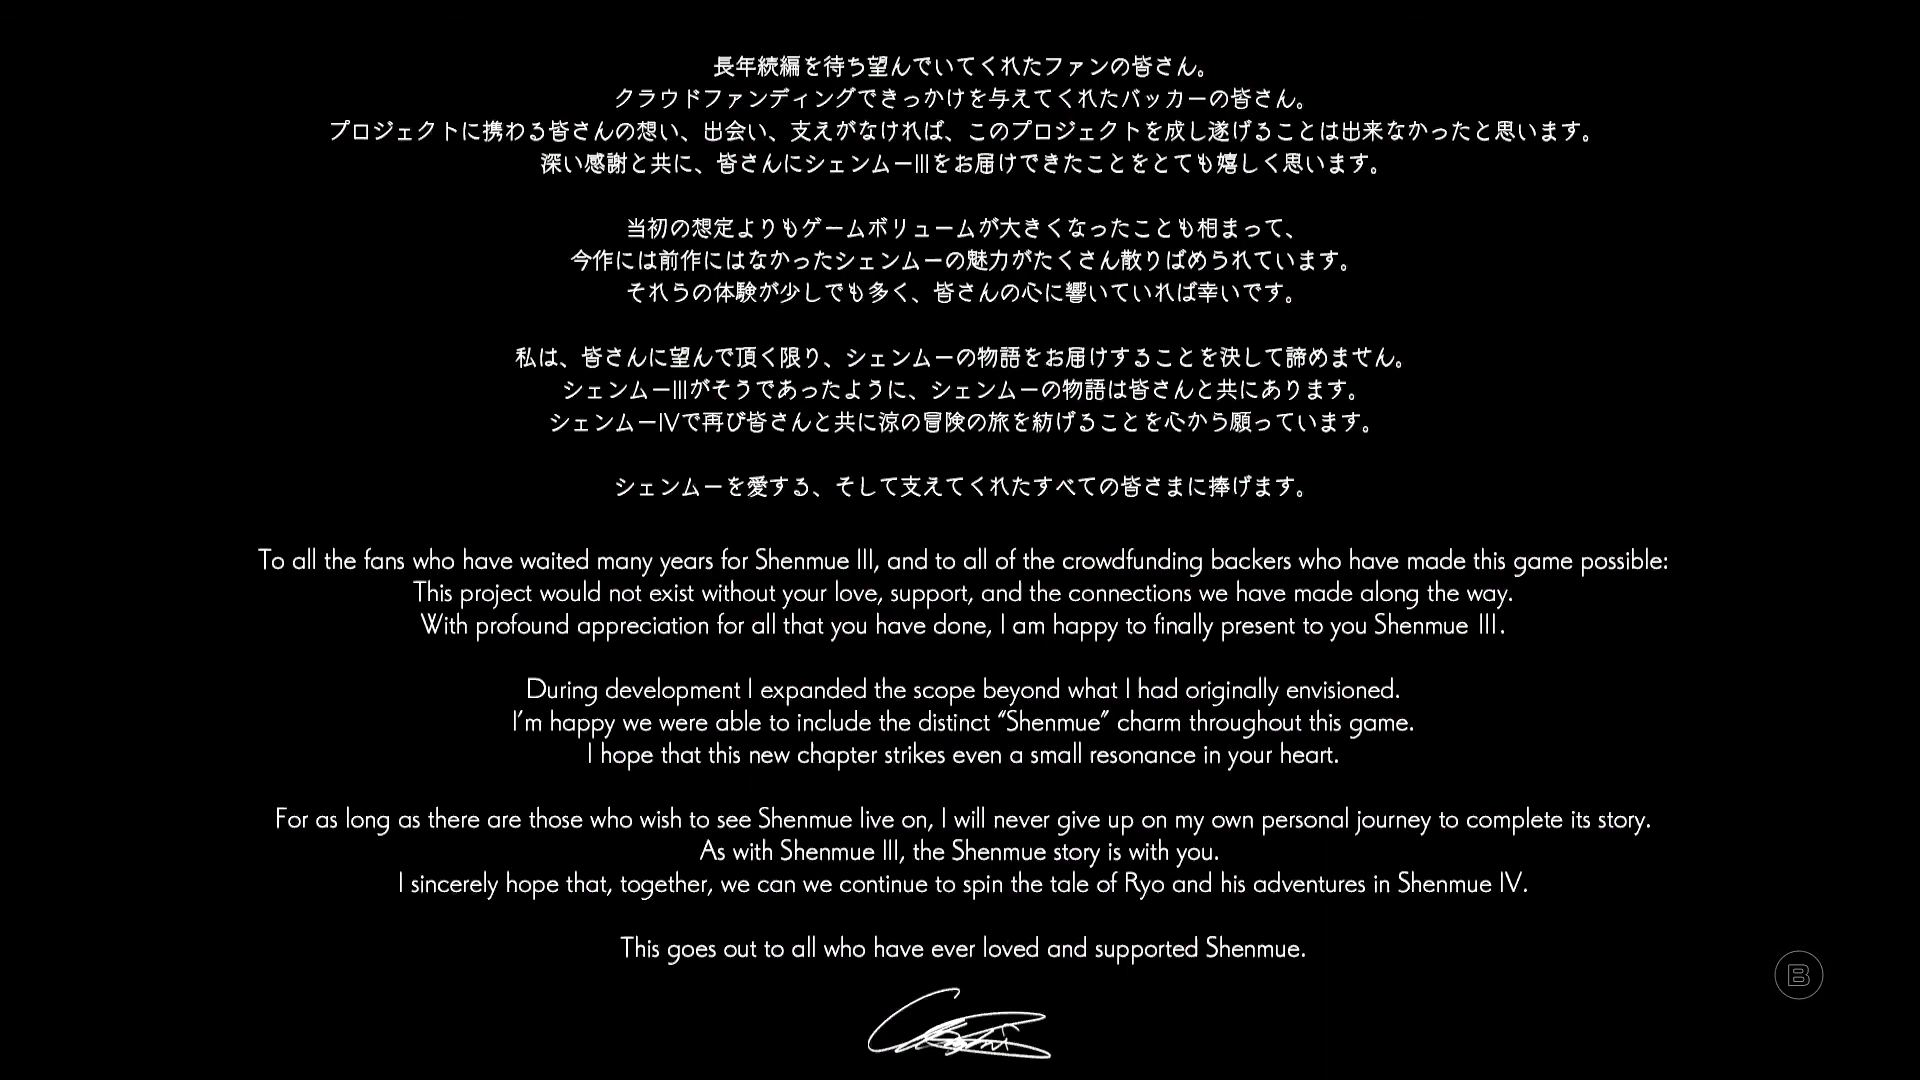 長年続編を待ち望んでいてくれたファンの皆さん。
クラウドファンディングできっかけを与えてくれたバッカーの皆さん。
プロジェクトに携わる皆さんの想い、出会い、支えがなければ、このプロジェクトを成し遂げることは出来なかったと思います。
深い感謝と共に、皆さんにシェンムーIIIをお届けできたことをとても嬉しく思います。
当初の想定よりもゲームボリュームが大きくなったことも相まって、
今作には前作にはなかったシェンムーの魅力がたくさん散りばめられています。
それらの体験が少しでも多く、皆さんの心に響いていれば幸いです。
私は、皆さんに望んで頂く限り、シェンムーの物語をお届けすることを決して諦めません。
シェンムーIIIがそうであったように、シェンムーの物語は皆さんと共にあります。
シェンムーIVで再び皆さんと共に涼の冒険の旅を紡げることを心から願っています。
シェンムーを愛する、そして支えてくれたすべての皆さまに捧げます。
To all the fans who have waited many years for Shenmue III, and to all of the crowdfunding backers who have made this game possible:
This project would not exist without your love, support, and the connections we have made along the way.
With profound appreciation for all that you have done, I am happy to finally present to you Shenmue III.
During development I expanded the scope beyond what I had originally envisioned.
I'm happy we were able to include the distinct “Shenmue” charm throughout this game.
I hope that this new chapter strikes even a small resonance in your heart.
For as long as there are those who wish to see Shenmue live on, I will never give up on my own personal journey to complete its story.
As with Shenmue III, the Shenmue story is with you.
I sincerely hope that, together, we can we continue to spin the tale of Ryo and his adventures in Shenmue IV.
This goes out to all who have ever loved and supported Shenmue.
B